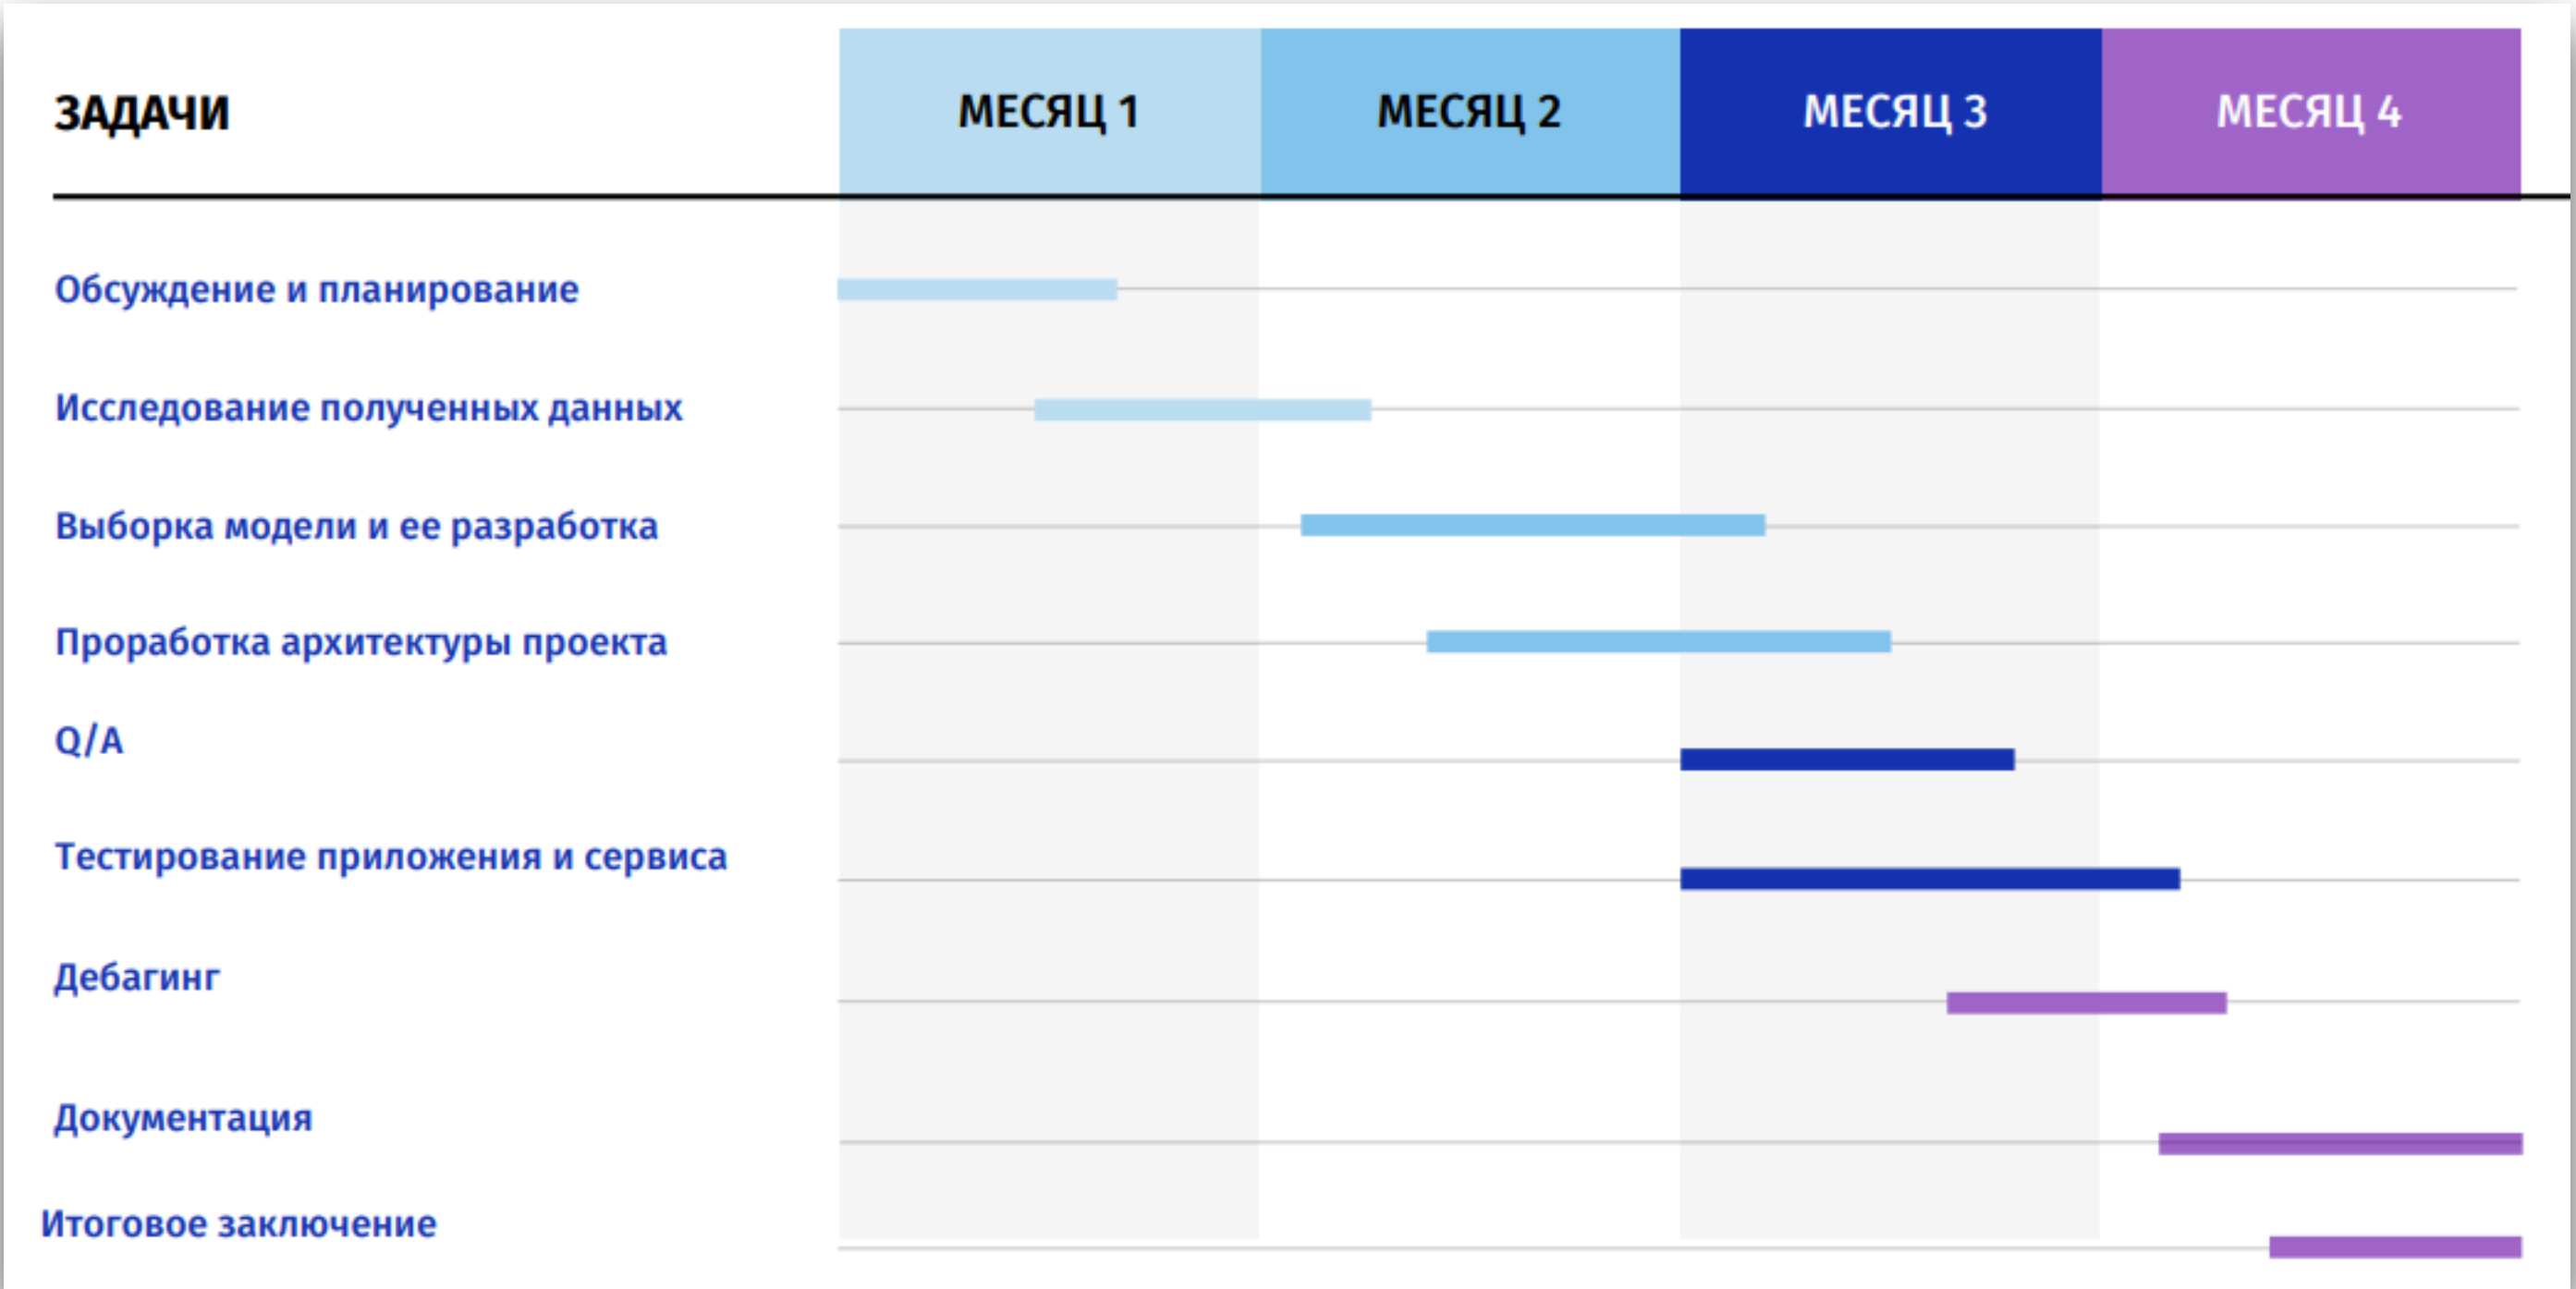 ЗАДАЧИ
МЕСЯЦ 1
МЕСЯЦ 2
МЕСЯЦ 3
МЕСЯЦ 4
Обсуждение и планирование
Исследование полученных данных
Выборка модели и ее разработка
Проработка архитектуры проекта
Q/A
Тестирование приложения и сервиса
Дебагинг
Документация
Итоговое заключение